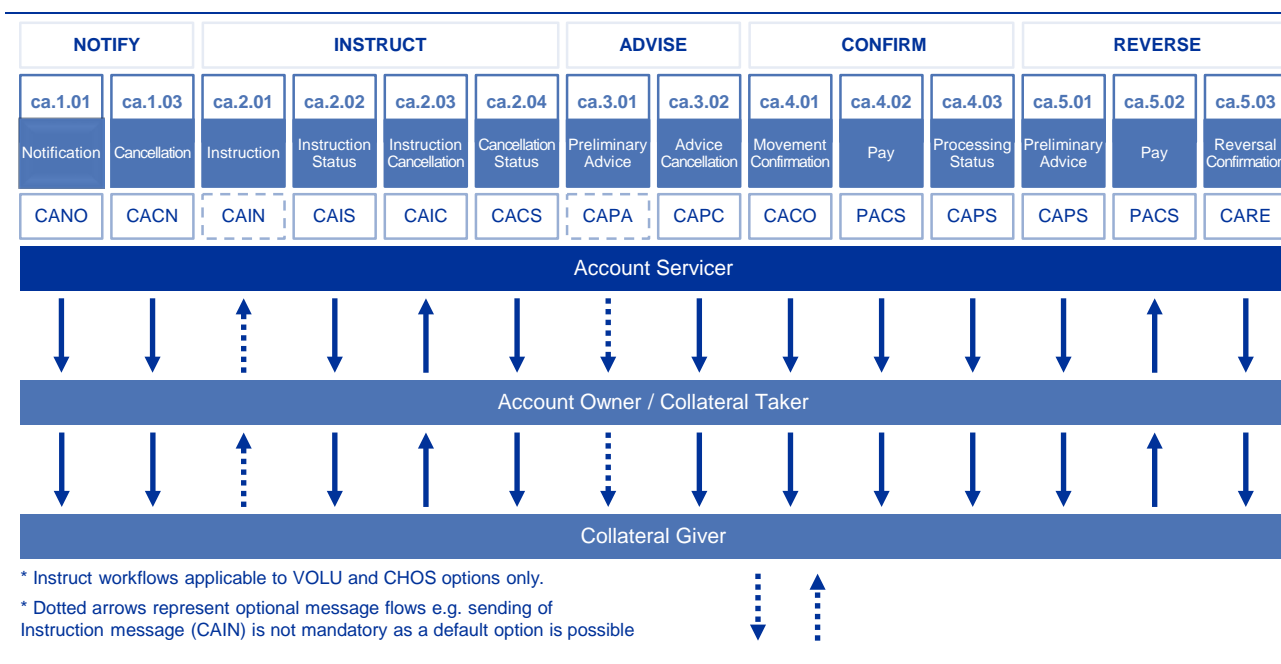 NOTIFY INSTRUCT ADVISE CONFIRM REVERSE
ca.1.01 ca.1.03 ca.2.01 ca.2.02 ca.2.03 ca.2.04 ca.3.01 ca.3.02 ca.4.01 ca.4.02 ca.4.03 ca.5.01 ca.5.02 ca.5.03
Notification
Cancellation
Instruction
Instruction
Status
Instruction
Cancellation
Cancellation
Status
Preliminary
Advice
Advice
Cancellation
Movement
Confirmation
Pay
Processing
Status
Preliminary
Advice
Pay
Reversal
Confirmation
CANO CACN CAIN CAIS CAIC CACS CAPA CAPC CACO PACS CAPS CAPS PACS CARE
Account Servicer
Account Owner / Collateral Taker
Collateral Giver
* Instruct workflows applicable to VOLU and CHOS options only.
* Dotted arrows represent optional message flows e.g. sending of
Instruction message (CAIN) is not mandatory as a default option is possible